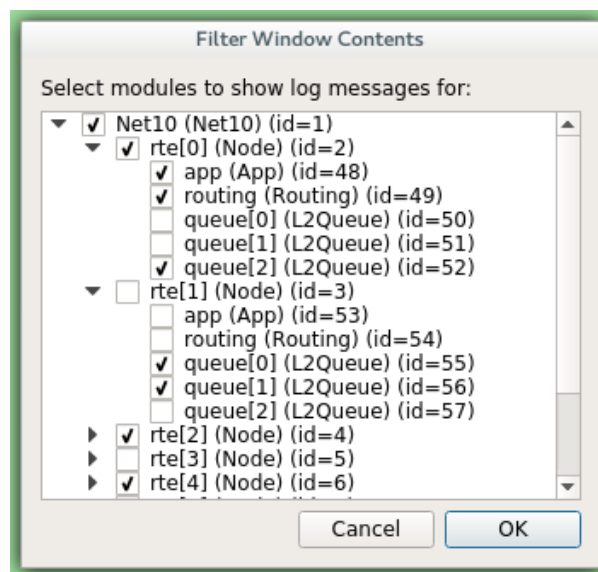 Filter Window Contents
Select modules to show log messages for:
Net10 (Net10) (id=1)
rte[0] (Node) (id=2)
app (App) (id=48)
routing (Routing) (id=49)
queue[0] (L2Queue) (id=50)
queue[1] (L2Queue) (id=51)
queue[2] (L2Queue) (id=52)
rte[1] (Node) (id=3)
app (App) (id=53)
routing (Routing) (id=54)
queue[0] (L2Queue) (id=55)
queue[1] (L2Queue) (id=56)
queue[2] (L2Queue) (id=57)
rte[2] (Node) (id=4)
rte[3] (Node) (id=5)
rte[4] (Node) (id=6)
Cancel OK